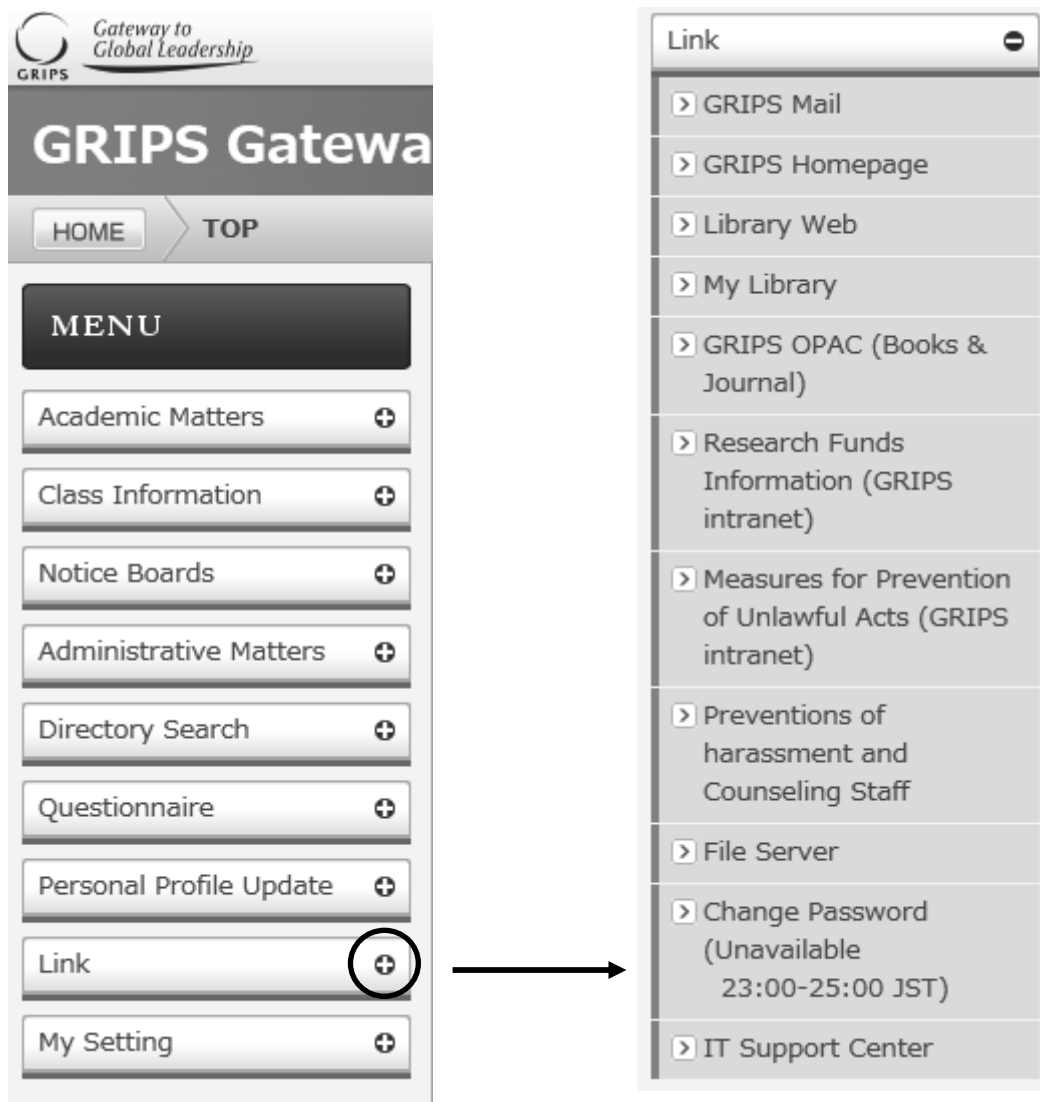 Gateway to
Global Leadership
GRIPS
GRIPS Gatewa
HOME
TOP
MENU
Academic Matters
Class Information
Notice Boards
Administrative Matters
Directory Search
Questionnaire
Personal Profile Update
Link
My Setting
Link
GRIPS Mail
GRIPS Homepage
Library Web
My Library
GRIPS OPAC (Books &
Journal)
Research Funds
Information (GRIPS
intranet)
Measures for Prevention
of Unlawful Acts (GRIPS
intranet)
Preventions of
harassment and
Counseling Staff
File Server
Change Password
(Unavailable
23:00-25:00 JST)
IT Support Center